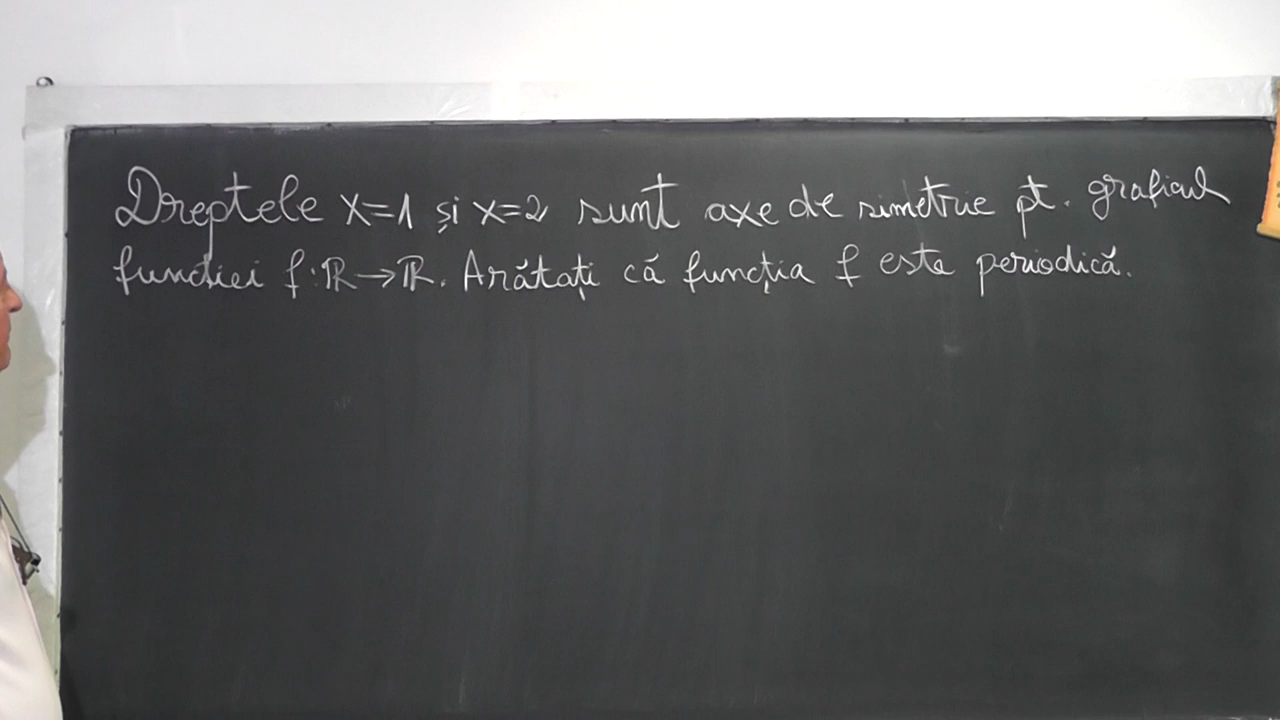 Dreptele x=1 și x=2 sunt axe de simetrie pt. graficul
funcției f:ℝ→ℝ. Arătați că funcția f este periodică.